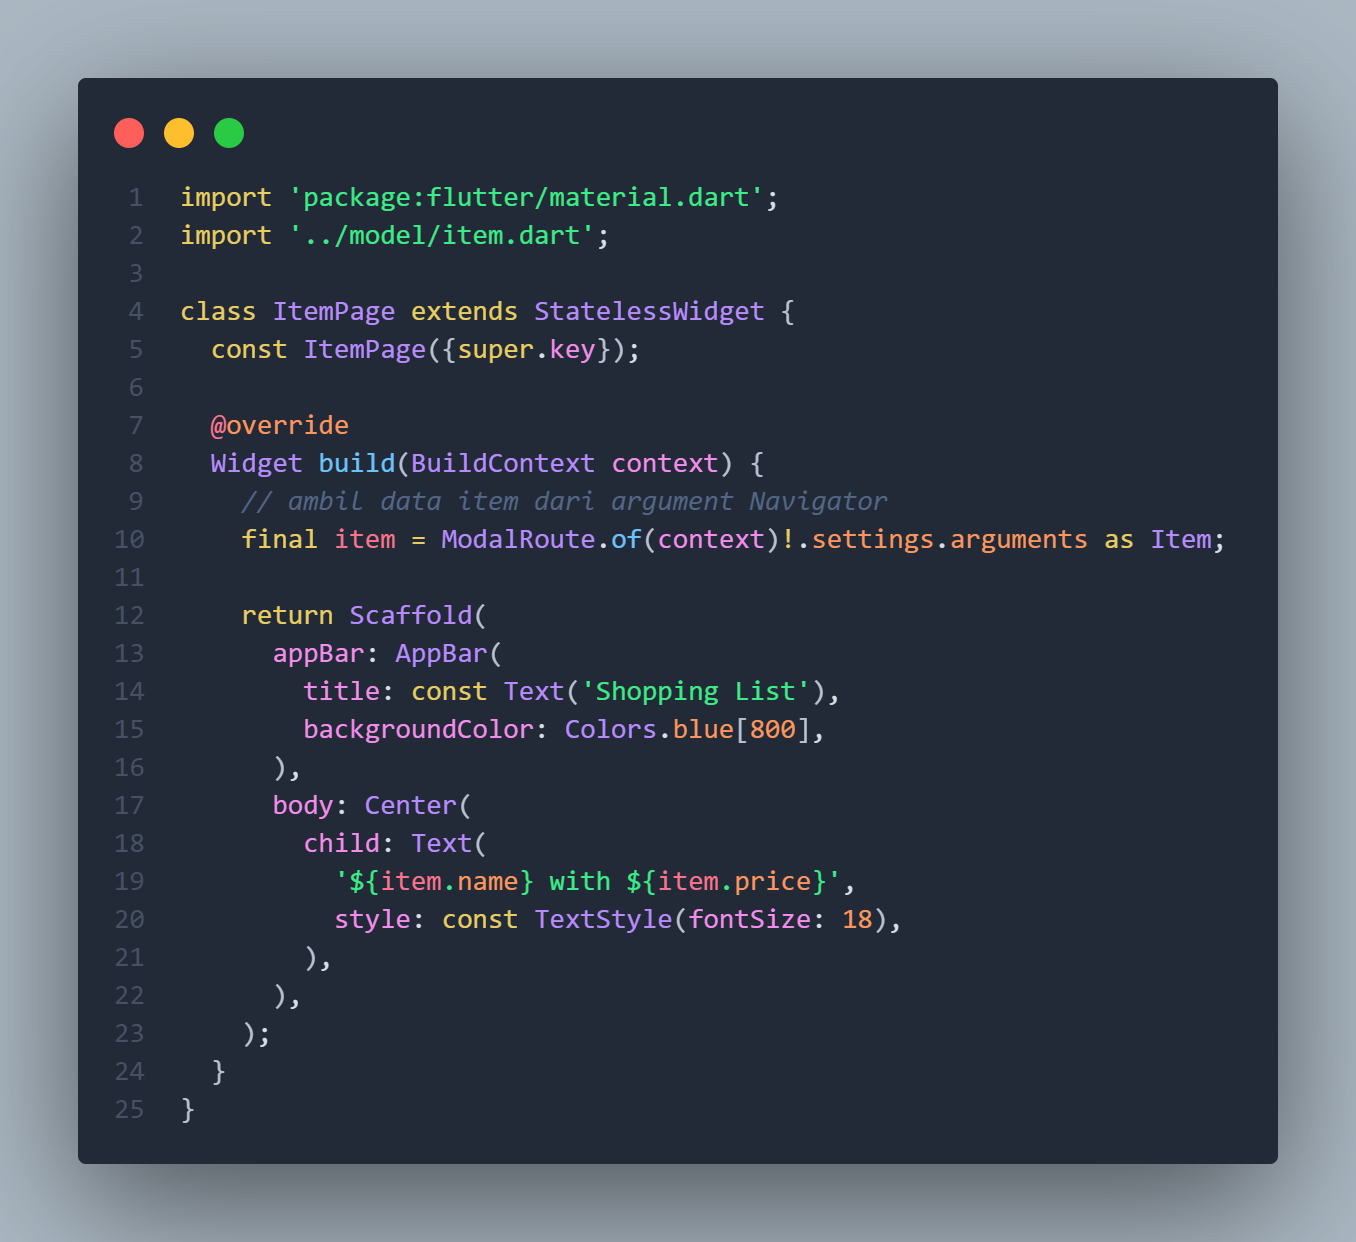 1 import 'package:flutter/material.dart';
2 import '../model/item.dart';
3
4 class ItemPage extends StatelessWidget {
5   const ItemPage({super.key});
6
7   @override
8   Widget build(BuildContext context) {
9     // ambil data item dari argument Navigator
10     final item = ModalRoute.of(context)!.settings.arguments as Item;
11
12     return Scaffold(
13       appBar: AppBar(
14         title: const Text('Shopping List'),
15         backgroundColor: Colors.blue[800],
16       ),
17       body: Center(
18         child: Text(
19           '${item.name} with ${item.price}',
20           style: const TextStyle(fontSize: 18),
21         ),
22       ),
23     );
24   }
25 }